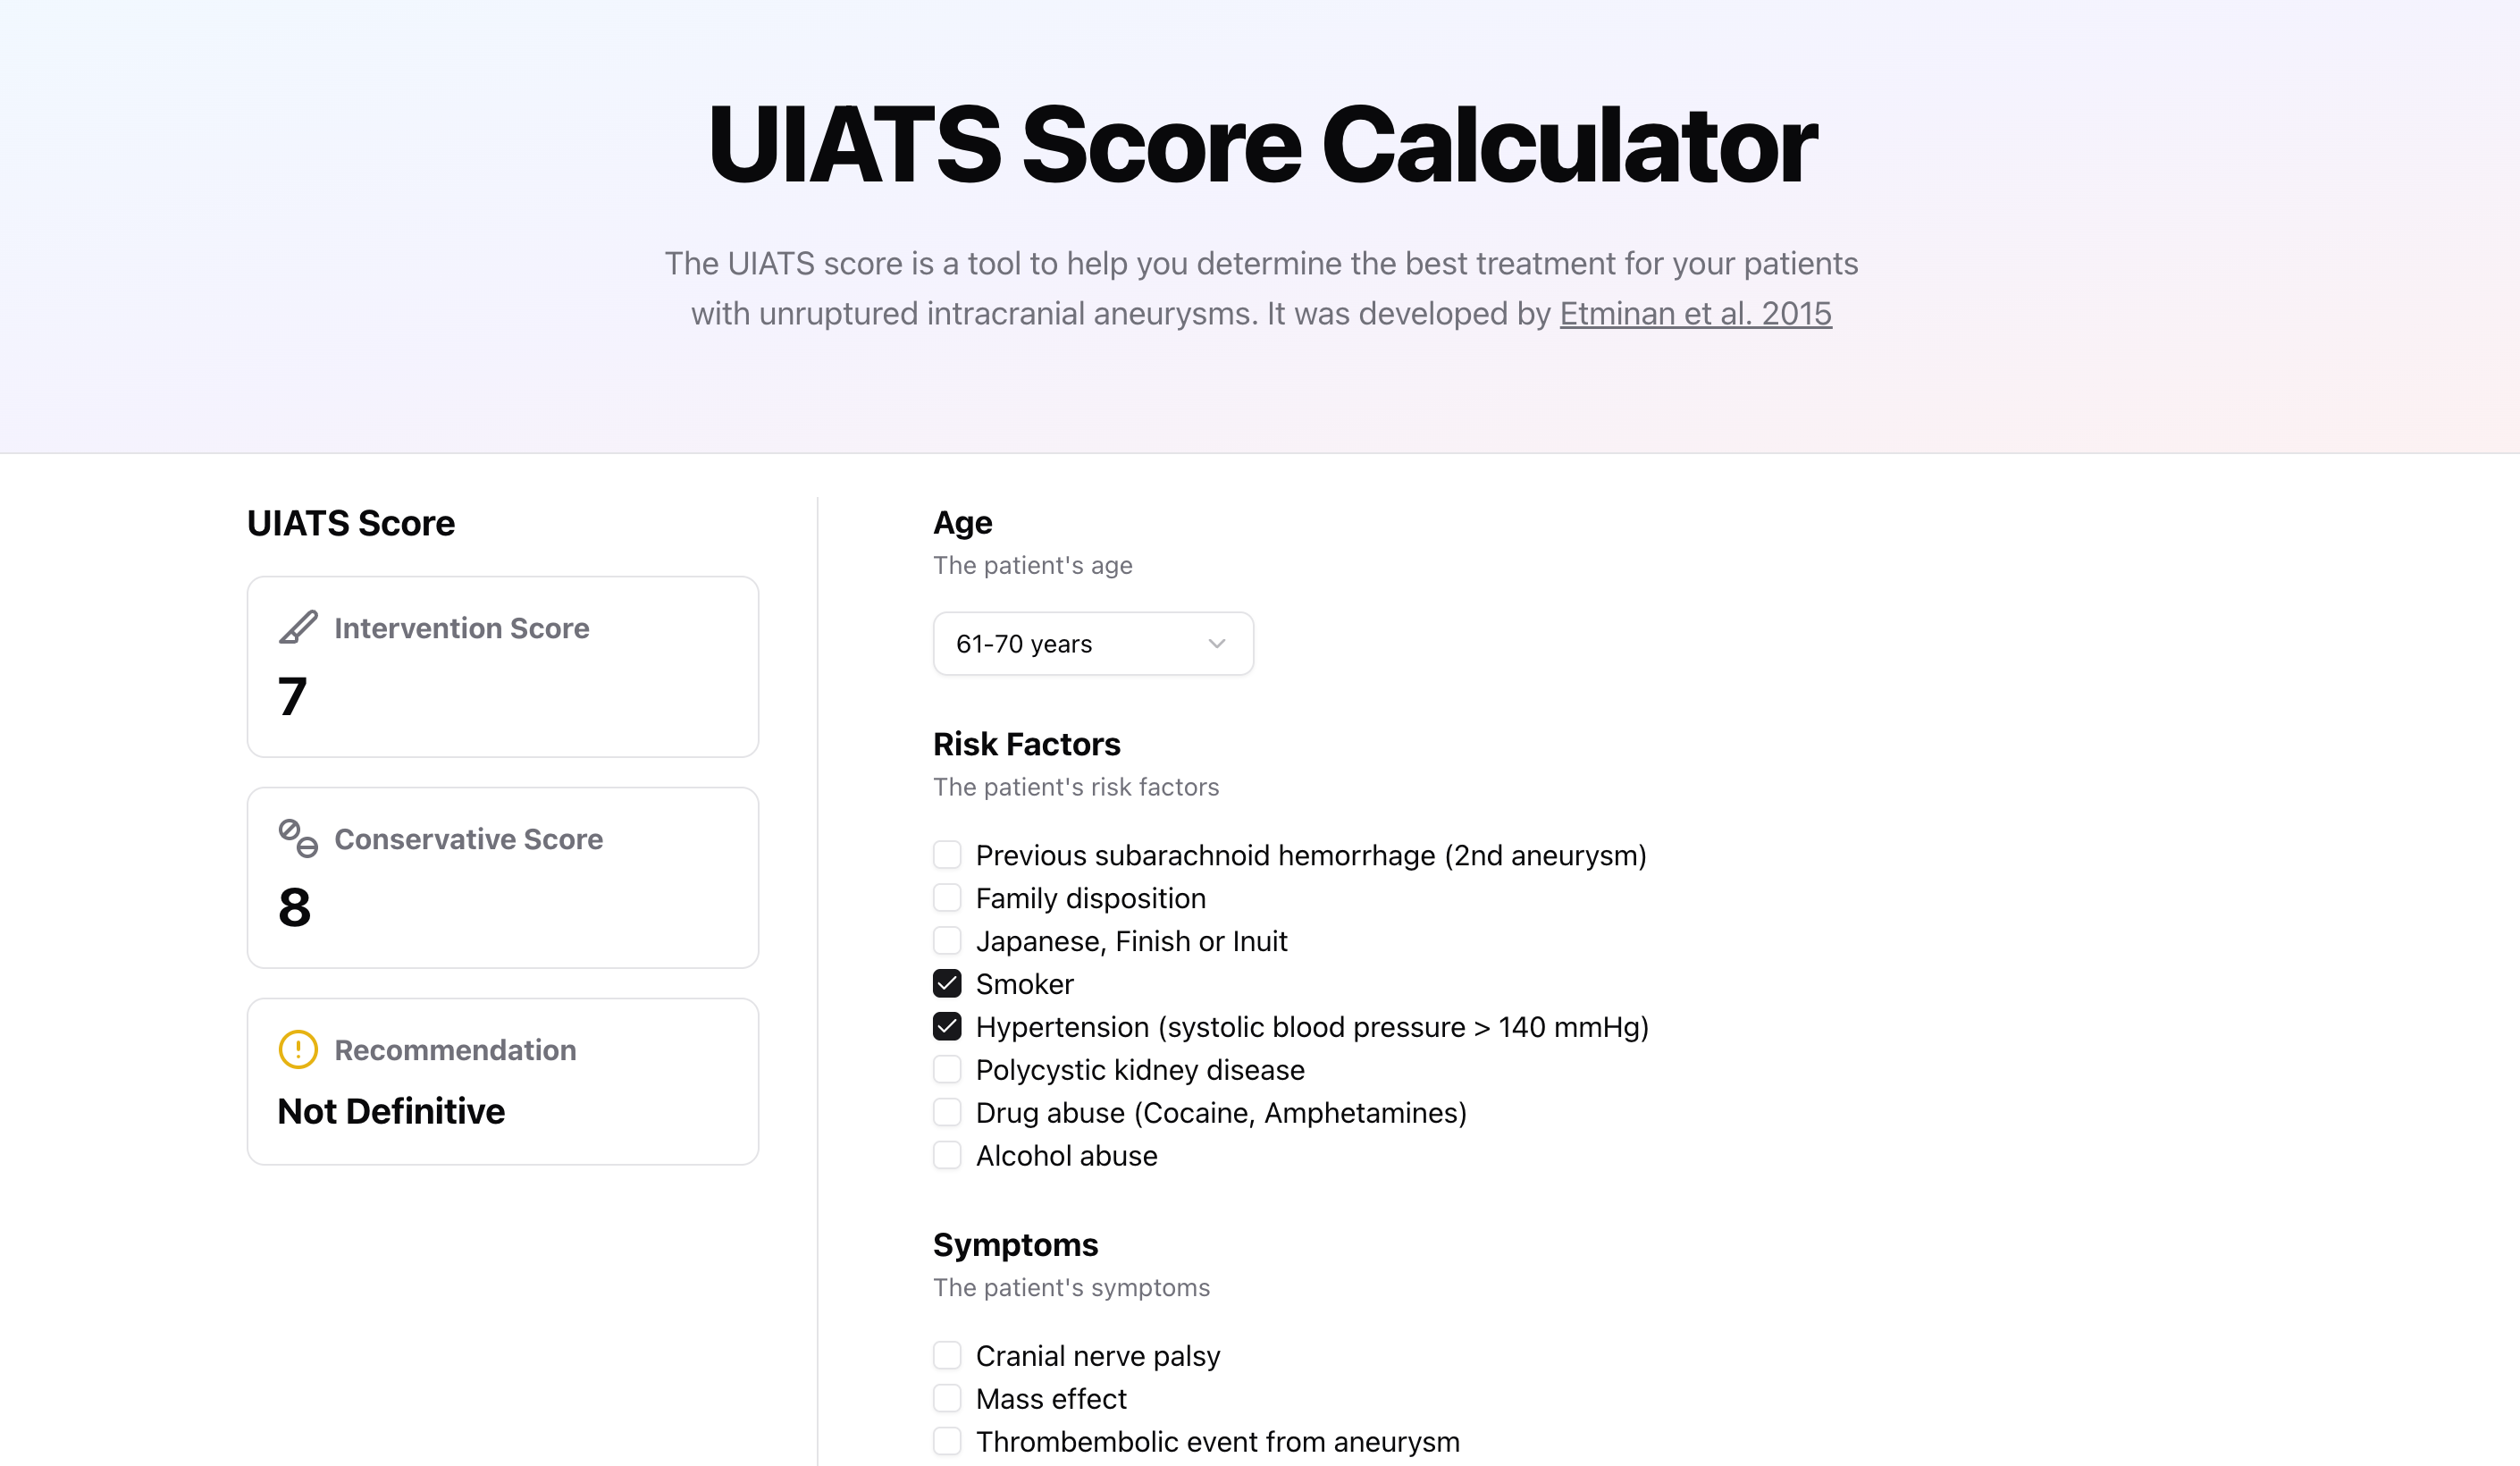 UIATS Score Calculator
The UIATS score is a tool to help you determine the best treatment for your patients
with unruptured intracranial aneurysms. It was developed by Etminan et al. 2015
UIATS Score
Intervention Score
7
Conservative Score
8
Recommendation
Not Definitive
Age
The patient's age
61-70 years
Risk Factors
The patient's risk factors
Previous subarachnoid hemorrhage (2nd aneurysm)
Family disposition
Japanese, Finish or Inuit
Smoker
Hypertension (systolic blood pressure > 140 mmHg)
Polycystic kidney disease
Drug abuse (Cocaine, Amphetamines)
Alcohol abuse
Symptoms
The patient's symptoms
Cranial nerve palsy
Mass effect
Thrombembolic event from aneurysm